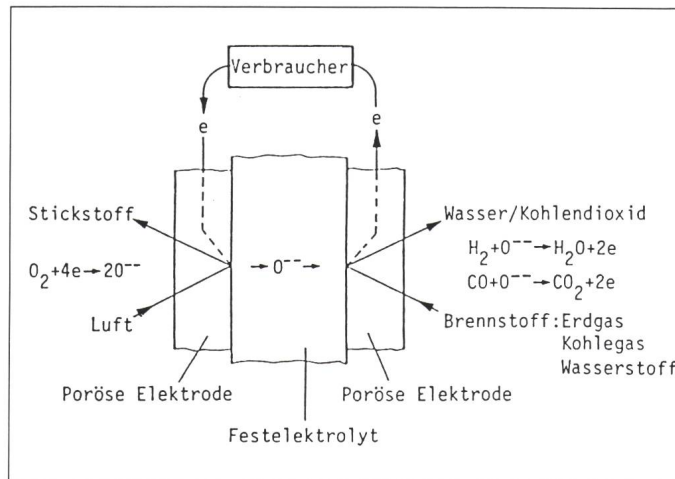 Verbraucher
e
e
Stickstoff
Wasser/Kohlendioxid
H₂+O⁻⁻→H₂O+2e
O₂+4e→2O⁻⁻
→O⁻⁻→
CO+O⁻⁻→CO₂+2e
Luft
Brennstoff:Erdgas
Kohlegas
Wasserstoff
Poröse Elektrode
Poröse Elektrode
Festelektrolyt